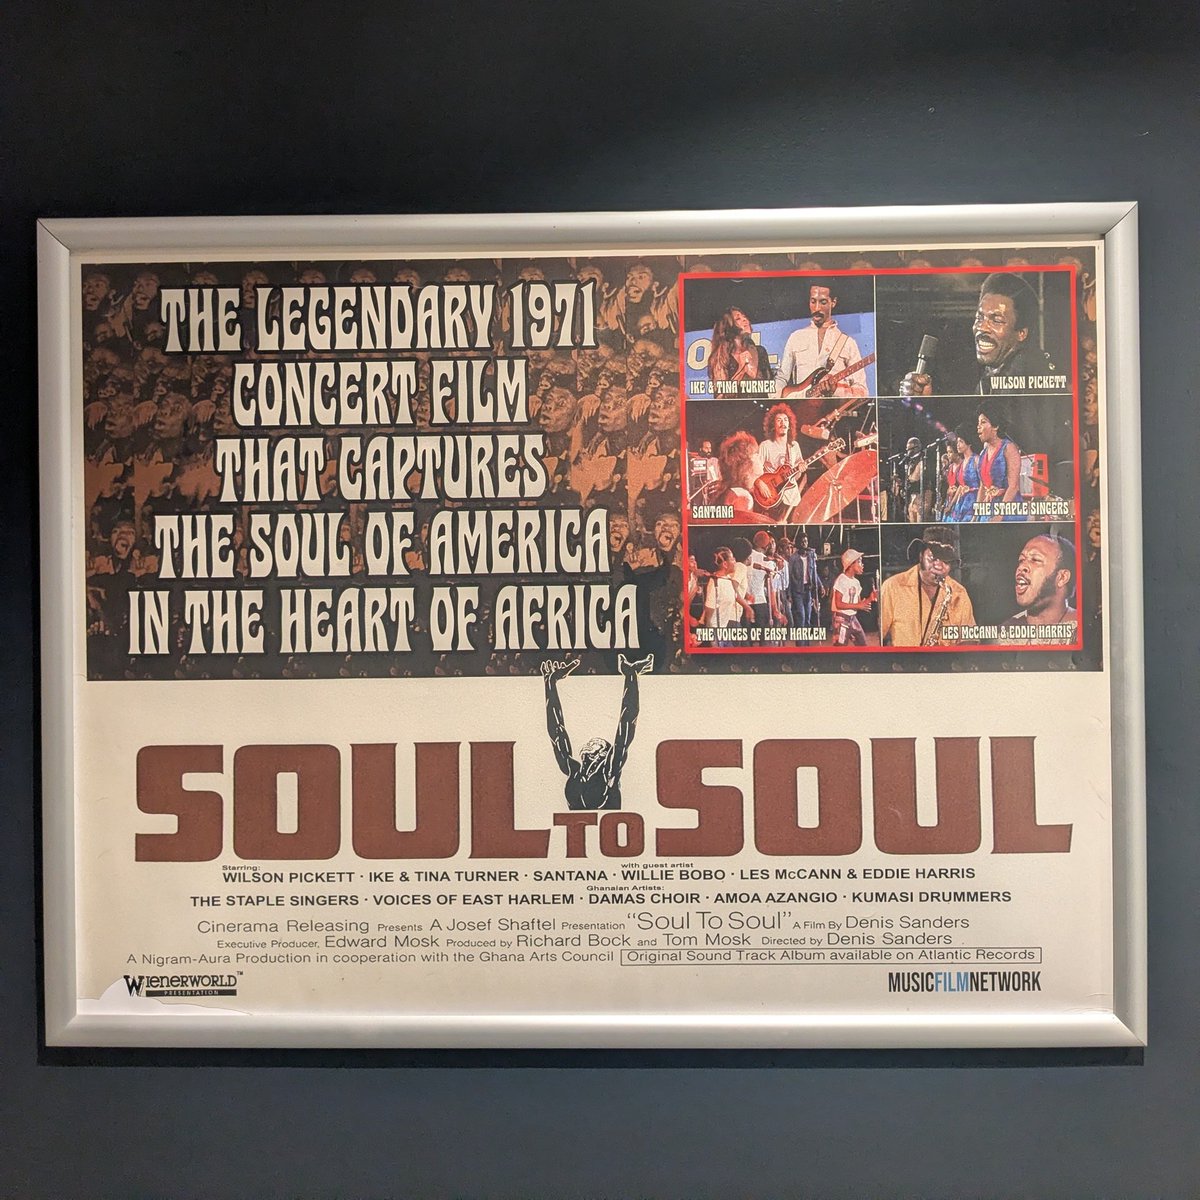 THE LEGENDARY 1971
CONCERT FILM
THAT CAPTURES
THE SOUL OF AMERICA
IN THE HEART OF AFRICA
IKE & TINA TURNER
WILSON PICKETT
SANTANA
THE STAPLE SINGERS
THE VOICES OF EAST HARLEM
LES McCANN & EDDIE HARRIS
SOUL TO SOUL
Starring:
with guest artist
WILSON PICKETT · IKE & TINA TURNER · SANTANA · WILLIE BOBO · LES McCANN & EDDIE HARRIS
Ghanaian Artists:
THE STAPLE SINGERS · VOICES OF EAST HARLEM · DAMAS CHOIR · AMOA AZANGIO · KUMASI DRUMMERS
Cinerama Releasing Presents A Josef Shaftel Presentation "Soul To Soul" A Film By Denis Sanders
Executive Producer, Edward Mosk Produced by Richard Bock and Tom Mosk Directed by Denis Sanders
A Nigram-Aura Production in cooperation with the Ghana Arts Council Original Sound Track Album available on Atlantic Records
WIENERWORLD™
PRESENTATION
MUSICFILMNETWORK